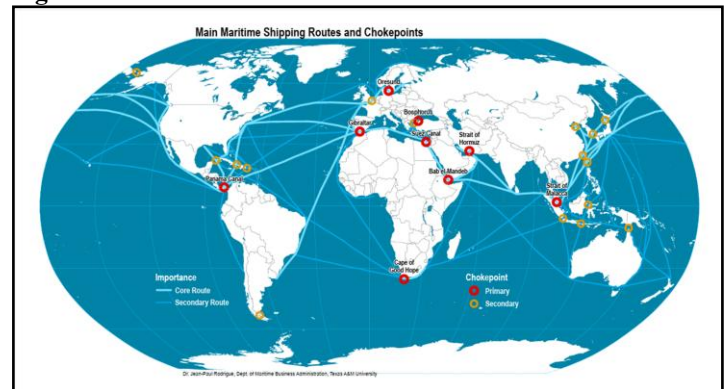 Main Maritime Shipping Routes and Chokepoints
Oresund
Bosphorus
Gibraltar
Suez Canal
Strait of
Hormuz
Panama Canal
Bab el-Mandeb
Strait of
Malacca
Cape of
Good Hope
Importance
Core Route
Secondary Route
Chokepoint
Primary
Secondary
Dr. Jean-Paul Rodrigue, Dept. of Maritime Business Administration, Texas A&M University